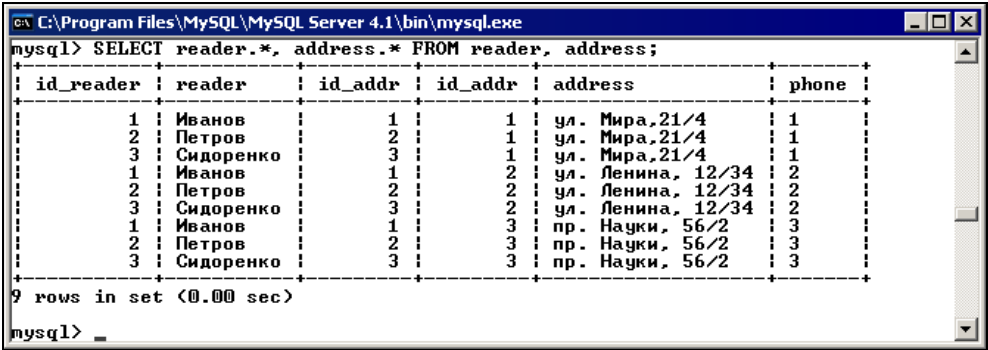 C:\Program Files\MySQL\MySQL Server 4.1\bin\mysql.exe
mysql> SELECT reader.*, address.* FROM reader, address;
+-----------+-----------+---------+---------+------------------+-------+
| id_reader | reader    | id_addr | id_addr | address          | phone |
+-----------+-----------+---------+---------+------------------+-------+
|         1 | Иванов    |       1 |       1 | ул. Мира,21/4    | 1     |
|         2 | Петров    |       2 |       1 | ул. Мира,21/4    | 1     |
|         3 | Сидоренко |       3 |       1 | ул. Мира,21/4    | 1     |
|         1 | Иванов    |       1 |       2 | ул. Ленина, 12/34 | 2     |
|         2 | Петров    |       2 |       2 | ул. Ленина, 12/34 | 2     |
|         3 | Сидоренко |       3 |       2 | ул. Ленина, 12/34 | 2     |
|         1 | Иванов    |       1 |       3 | пр. Науки, 56/2  | 3     |
|         2 | Петров    |       2 |       3 | пр. Науки, 56/2  | 3     |
|         3 | Сидоренко |       3 |       3 | пр. Науки, 56/2  | 3     |
+-----------+-----------+---------+---------+------------------+-------+
9 rows in set (0.00 sec)
mysql> _